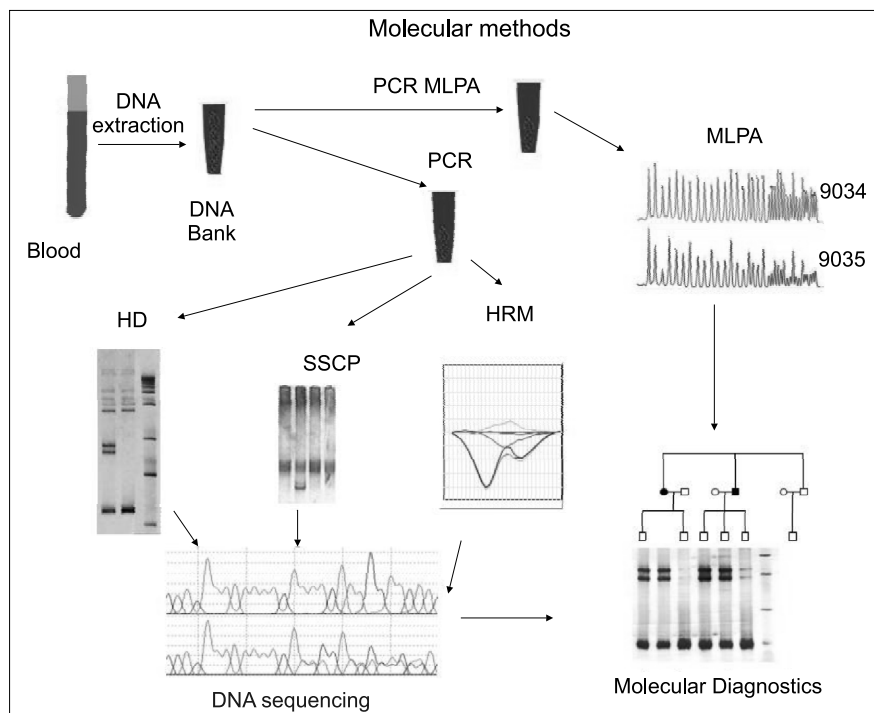 Molecular methods
DNA
extraction
PCR MLPA
MLPA
PCR
9034
DNA
Bank
Blood
9035
HD
HRM
SSCP
DNA sequencing
Molecular Diagnostics